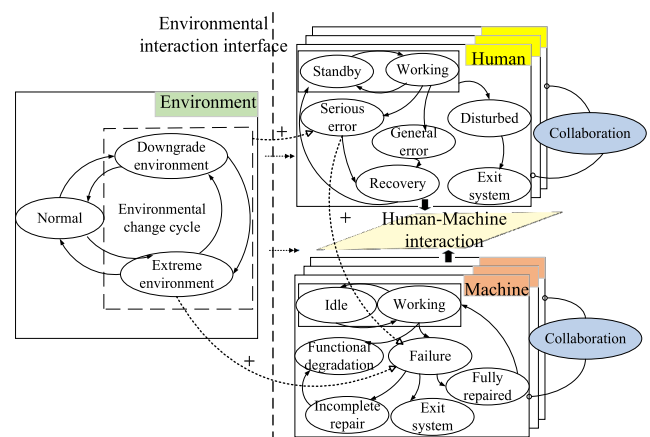 Environmental
interaction interface
Human
Standby
Working
Environment
Serious
error
+
General
error
Disturbed
Collaboration
Downgrade
environment
Recovery
Exit
system
Normal
Environmental
change cycle
+
Human-Machine
interaction
Extreme
environment
Machine
Idle
Working
Collaboration
Functional
degradation
Failure
+
Fully
repaired
Incomplete
repair
Exit
system